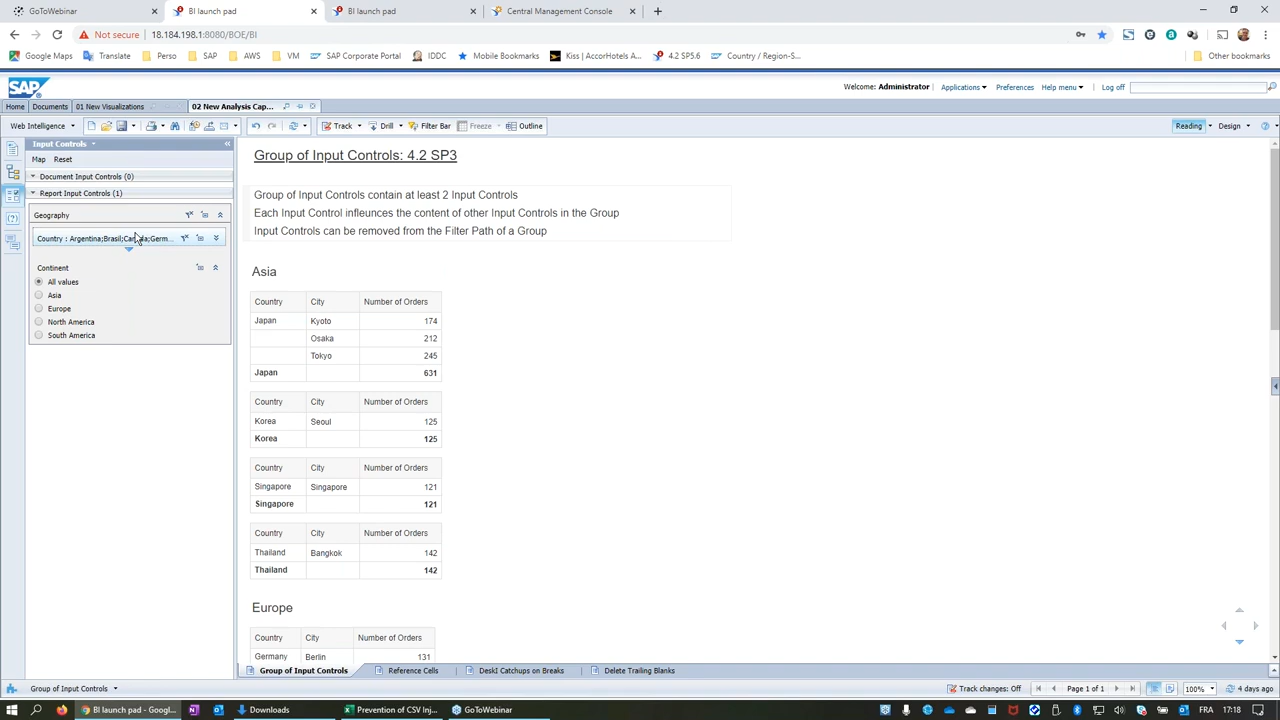 GoToWebinar
BI launch pad
BI launch pad
Central Management Console
Not secure
18.184.198.1:8080/BOE/BI
Google Maps
Translate
Perso
SAP
AWS
VM
SAP Corporate Portal
IDDC
Mobile Bookmarks
Kiss | AccorHotels A...
4.2 SP5.6
Country / Region-S...
Other bookmarks
SAP
Welcome: Administrator
Applications
Preferences
Help menu
Log off
Home
Documents
01 New Visualizations
02 New Analysis Cap...
Web Intelligence
Track
Drill
Filter Bar
Freeze
Outline
Reading
Design
Input Controls
Map
Reset
Document Input Controls (0)
Report Input Controls (1)
Geography
Country : Argentina;Brasil;Canada;Germ...
Continent
All values
Asia
Europe
North America
South America
Group of Input Controls: 4.2 SP3
Group of Input Controls contain at least 2 Input Controls
Each Input Control infleunces the content of other Input Controls in the Group
Input Controls can be removed from the Filter Path of a Group
Asia
Country City Number of Orders
Japan Kyoto 174
Osaka 212
Tokyo 245
Japan 631
Country City Number of Orders
Korea Seoul 125
Korea 125
Country City Number of Orders
Singapore Singapore 121
Singapore 121
Country City Number of Orders
Thailand Bangkok 142
Thailand 142
Europe
Country City Number of Orders
Germany Berlin 131
Group of Input Controls
Reference Cells
DeskI Catchups on Breaks
Delete Trailing Blanks
Group of Input Controls
Track changes: Off
Page 1 of 1
100%
4 days ago
BI launch pad - Googl...
Downloads
Prevention of CSV Inj...
GoToWebinar
FRA
17:18